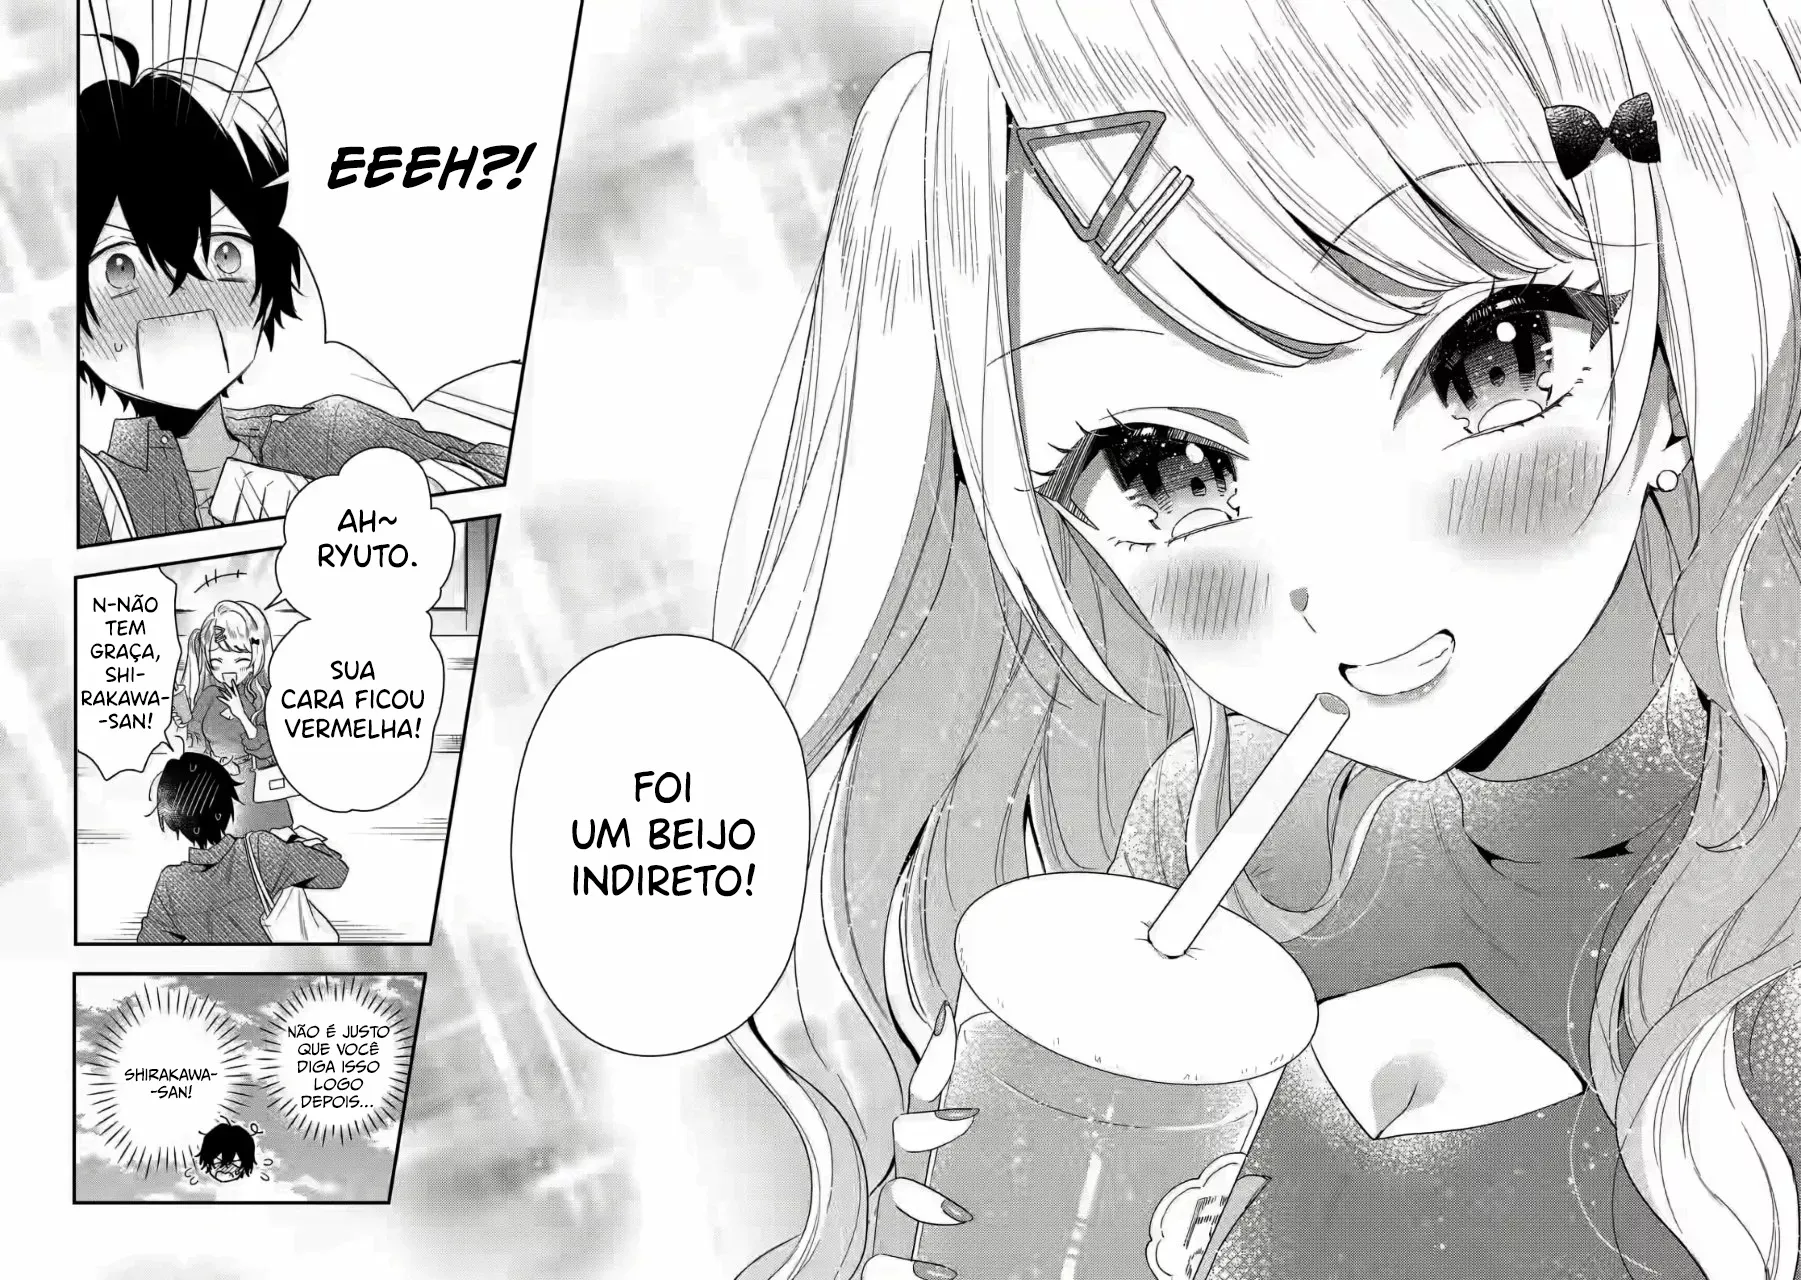 FOI
UM BEIJO
INDIRETO!
EEEH?!
AH~
RYUTO.
SUA
CARA FICOU
VERMELHA!
N-NÃO
TEM
GRAÇA,
SHI-
RAKAWA-
-SAN!
NÃO É JUSTO
QUE VOCÊ
DIGA ISSO
LOGO
DEPOIS...
SHIRAKAWA-
-SAN!